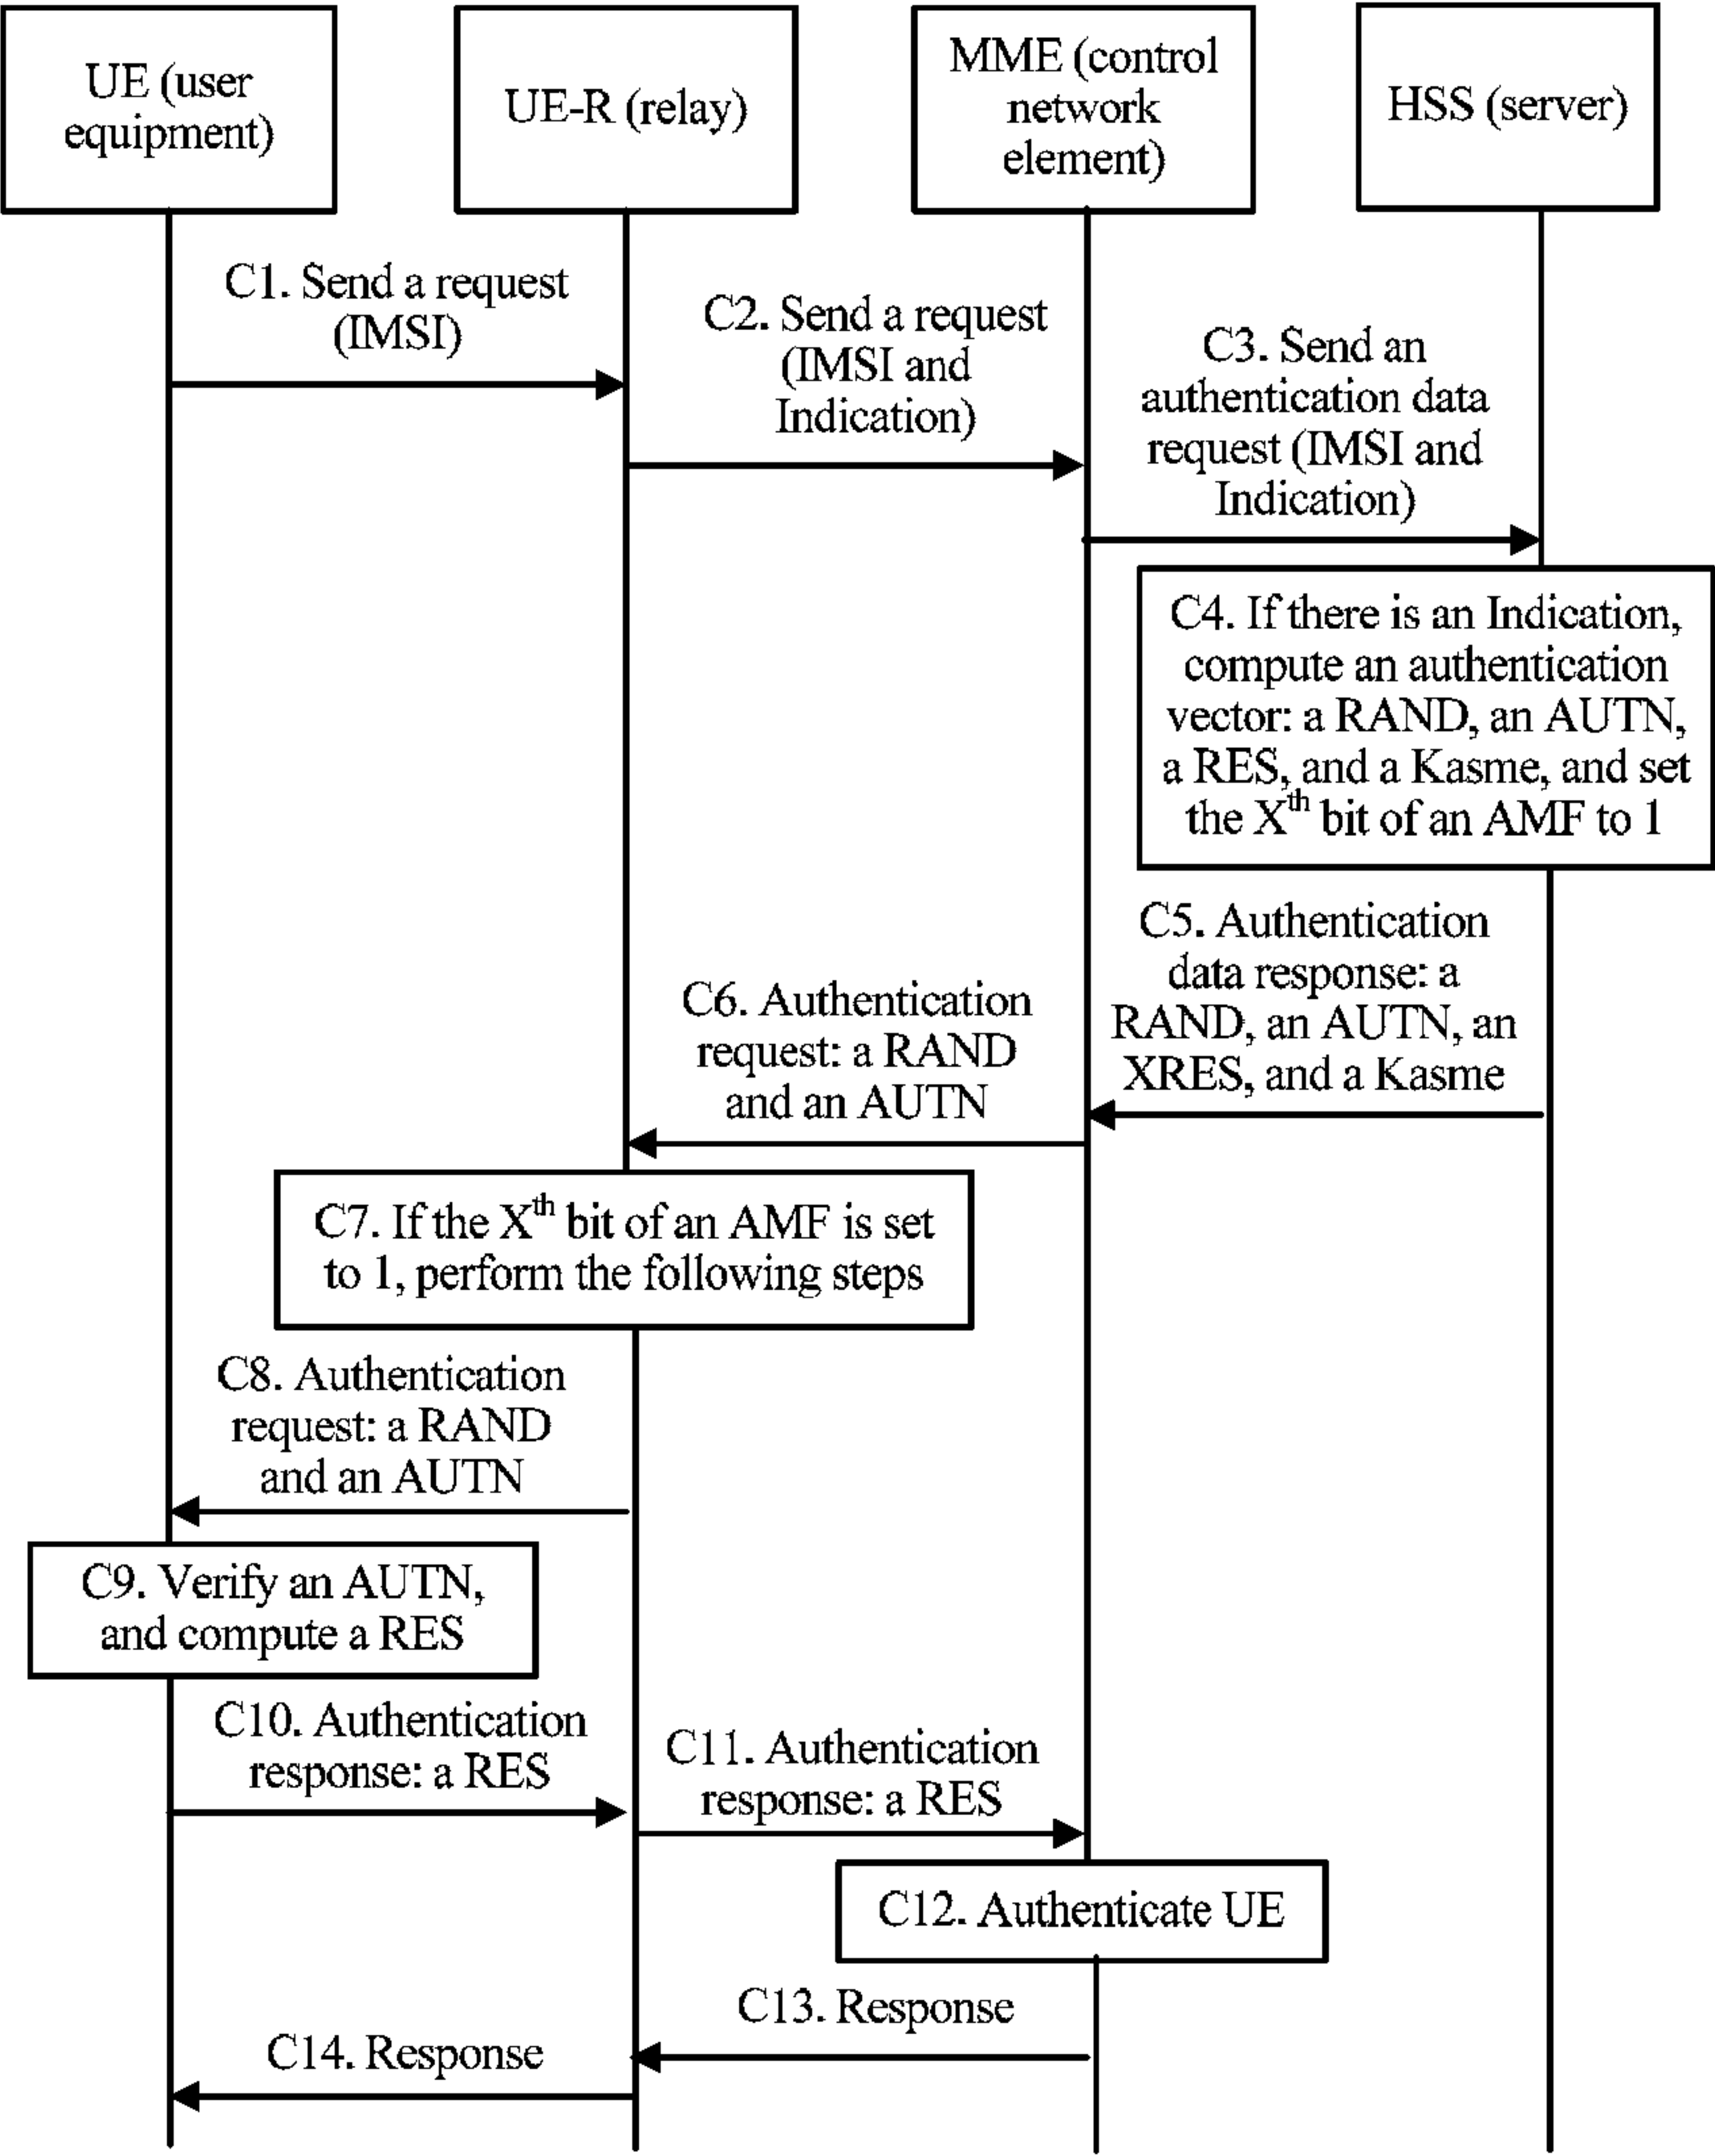 UE (user
equipment)
UE-R (relay)
MME (control
network
element)
HSS (server)
C1. Send a request
(IMSI)
C2. Send a request
(IMSI and
Indication)
C3. Send an
authentication data
request (IMSI and
Indication)
C4. If there is an Indication,
compute an authentication
vector: a RAND, an AUTN,
a RES, and a Kasme, and set
the Xth bit of an AMF to 1
C5. Authentication
data response: a
RAND, an AUTN, an
XRES, and a Kasme
C6. Authentication
request: a RAND
and an AUTN
C7. If the Xth bit of an AMF is set
to 1, perform the following steps
C8. Authentication
request: a RAND
and an AUTN
C9. Verify an AUTN,
and compute a RES
C10. Authentication
response: a RES
C11. Authentication
response: a RES
C12. Authenticate UE
C13. Response
C14. Response